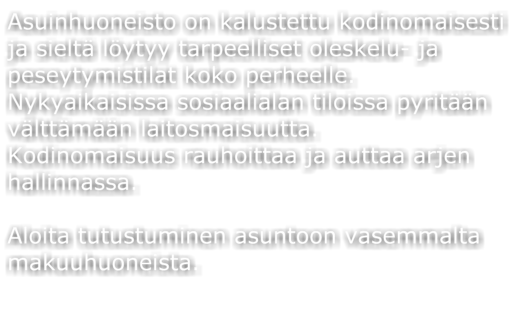 Asuinhuoneisto on kalustettu kodinomaisesti
ja sieltä löytyy tarpeelliset oleskelu- ja
peseytymistilat koko perheelle.
Nykyaikaisissa sosiaalialan tiloissa pyritään
välttämään laitosmaisuutta.
Kodinomaisuus rauhoittaa ja auttaa arjen
hallinnassa.

Aloita tutustuminen asuntoon vasemmalta
makuuhuoneista.